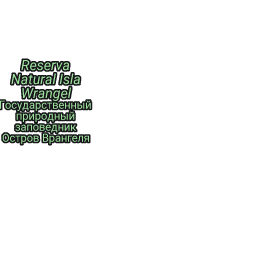 Reserva
Natural Isla
Wrangel
Государственный
природный
заповедник
Остров Врангеля